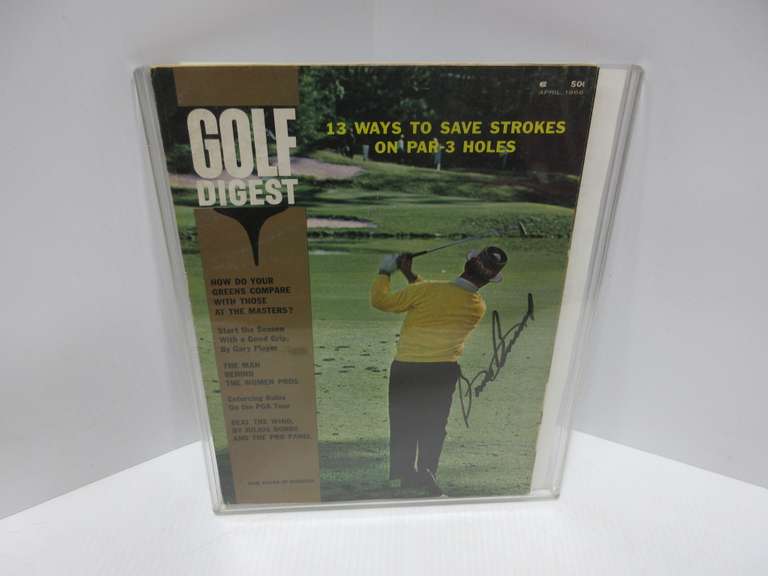 GOLF
DIGEST
50¢
APRIL, 1966
13 WAYS TO SAVE STROKES
ON PAR-3 HOLES
HOW DO YOUR
GREENS COMPARE
WITH THOSE
AT THE MASTERS?
Start the Season
With a Good Grip,
By Gary Player
THE MAN
BEHIND
THE WOMEN PROS
Enforcing Rules
On the PGA Tour
BEAT THE WIND,
BY JULIUS BOROS
AND THE PRO PANEL